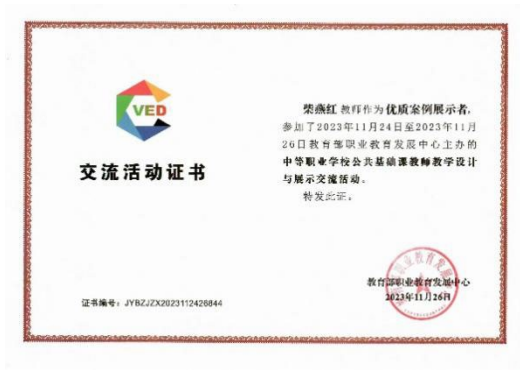 VED
交流活动证书
证书编号：JYBZJZX2023112426844
柴燕红 教师作为优质案例展示者，
参加了2023年11月24日至2023年11月
26日教育部职业教育发展中心主办的
中等职业学校公共基础课教师教学设计
与展示交流活动。
特发此证。
教育部职业教育发展中心
2023年11月26日